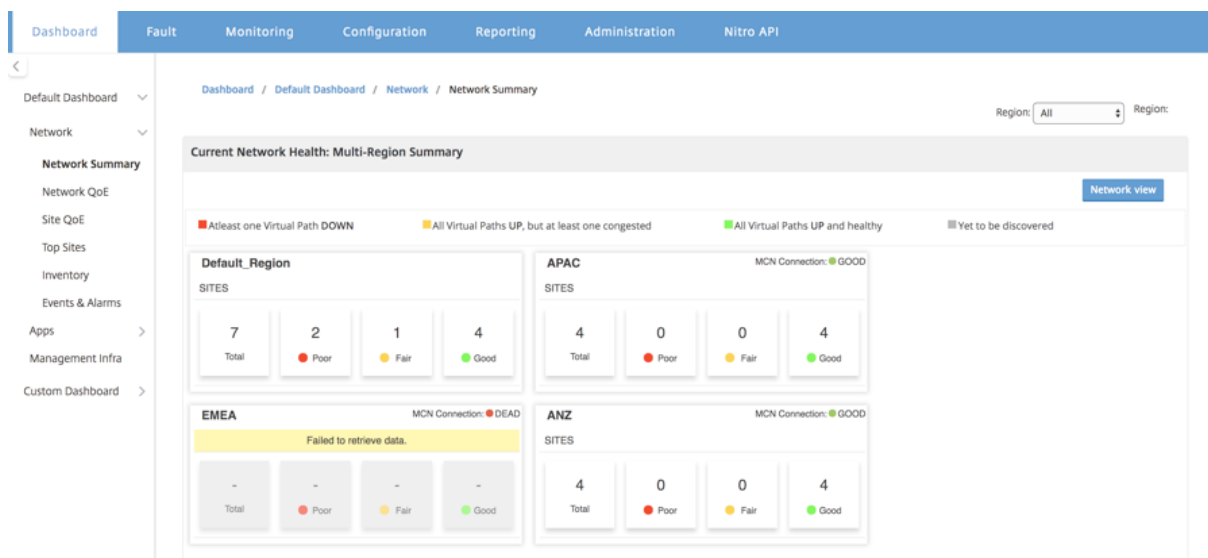 Dashboard Fault Monitoring Configuration Reporting Administration Nitro API
<
Default Dashboard
Network
Network Summary
Network QoE
Site QoE
Top Sites
Inventory
Events & Alarms
Apps
Management Infra
Custom Dashboard
Dashboard / Default Dashboard / Network / Network Summary
Region: All Region:
Current Network Health: Multi-Region Summary
Network view
Atleast one Virtual Path DOWN All Virtual Paths UP, but at least one congested All Virtual Paths UP and healthy Yet to be discovered
Default_Region
SITES
7 2 1 4
Total Poor Fair Good
APAC MCN Connection: GOOD
SITES
4 0 0 4
Total Poor Fair Good
EMEA MCN Connection: DEAD
Failed to retrieve data.
- - - -
Total Poor Fair Good
ANZ MCN Connection: GOOD
SITES
4 0 0 4
Total Poor Fair Good